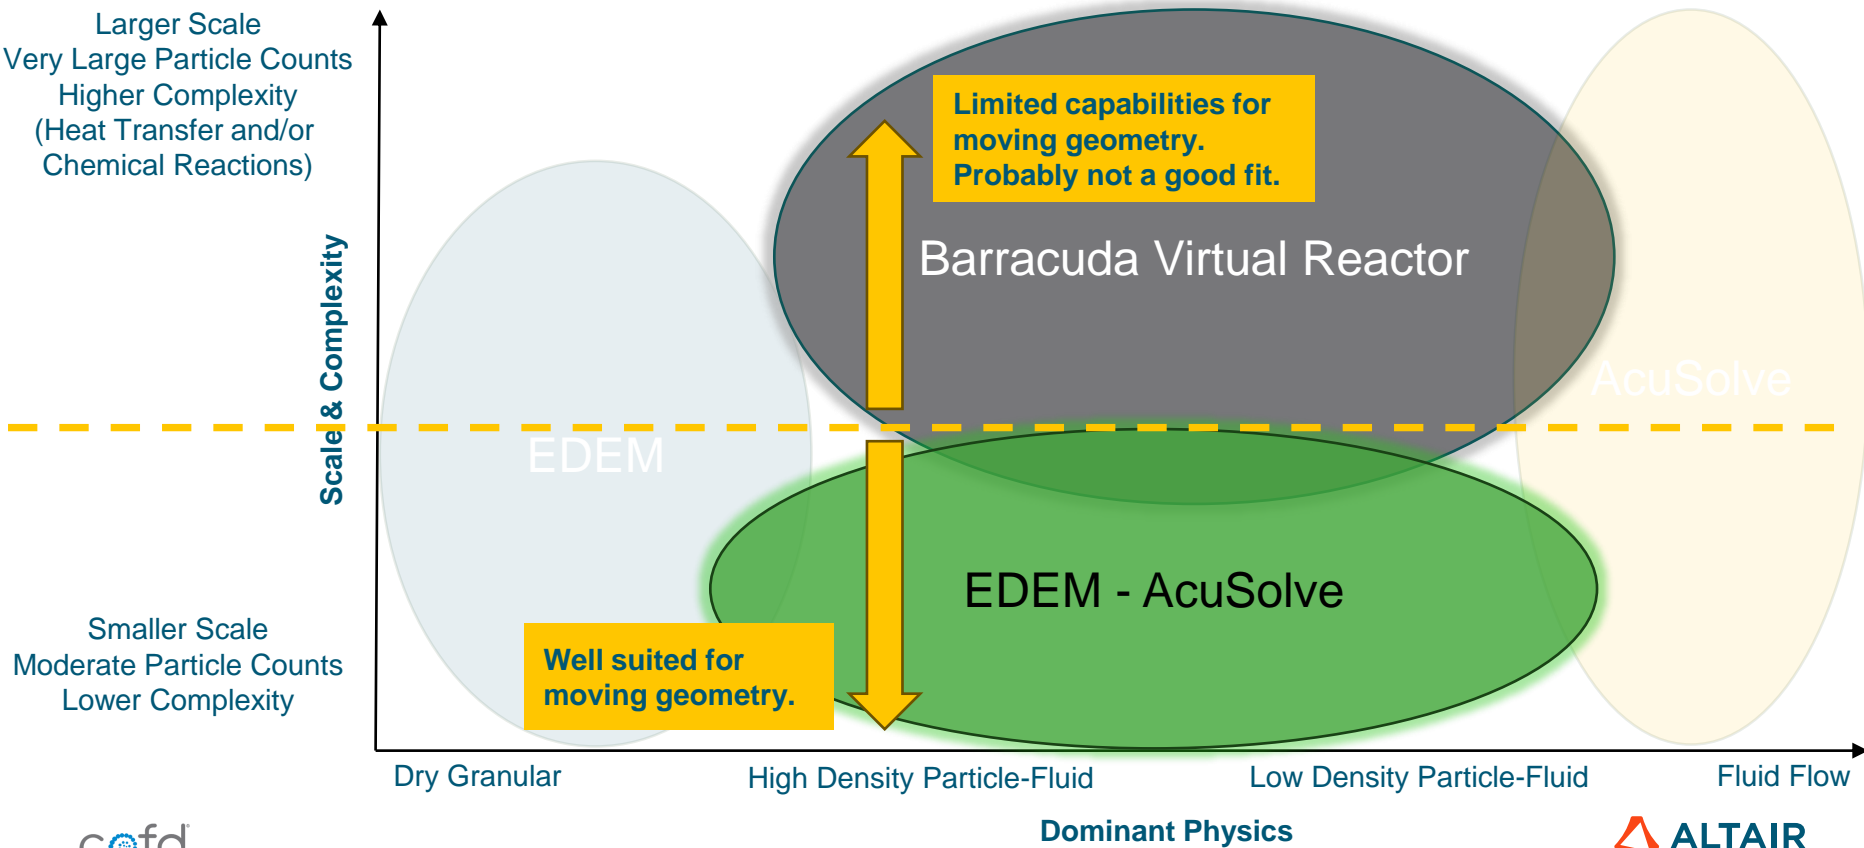 Larger Scale
Very Large Particle Counts
Higher Complexity
(Heat Transfer and/or
Chemical Reactions)
Limited capabilities for
moving geometry.
Probably not a good fit.
Barracuda Virtual Reactor
Scale & Complexity
AcuSolve
EDEM
EDEM - AcuSolve
Well suited for
moving geometry.
Smaller Scale
Moderate Particle Counts
Lower Complexity
Dry Granular
High Density Particle-Fluid
Low Density Particle-Fluid
Fluid Flow
Dominant Physics
ALTAIR